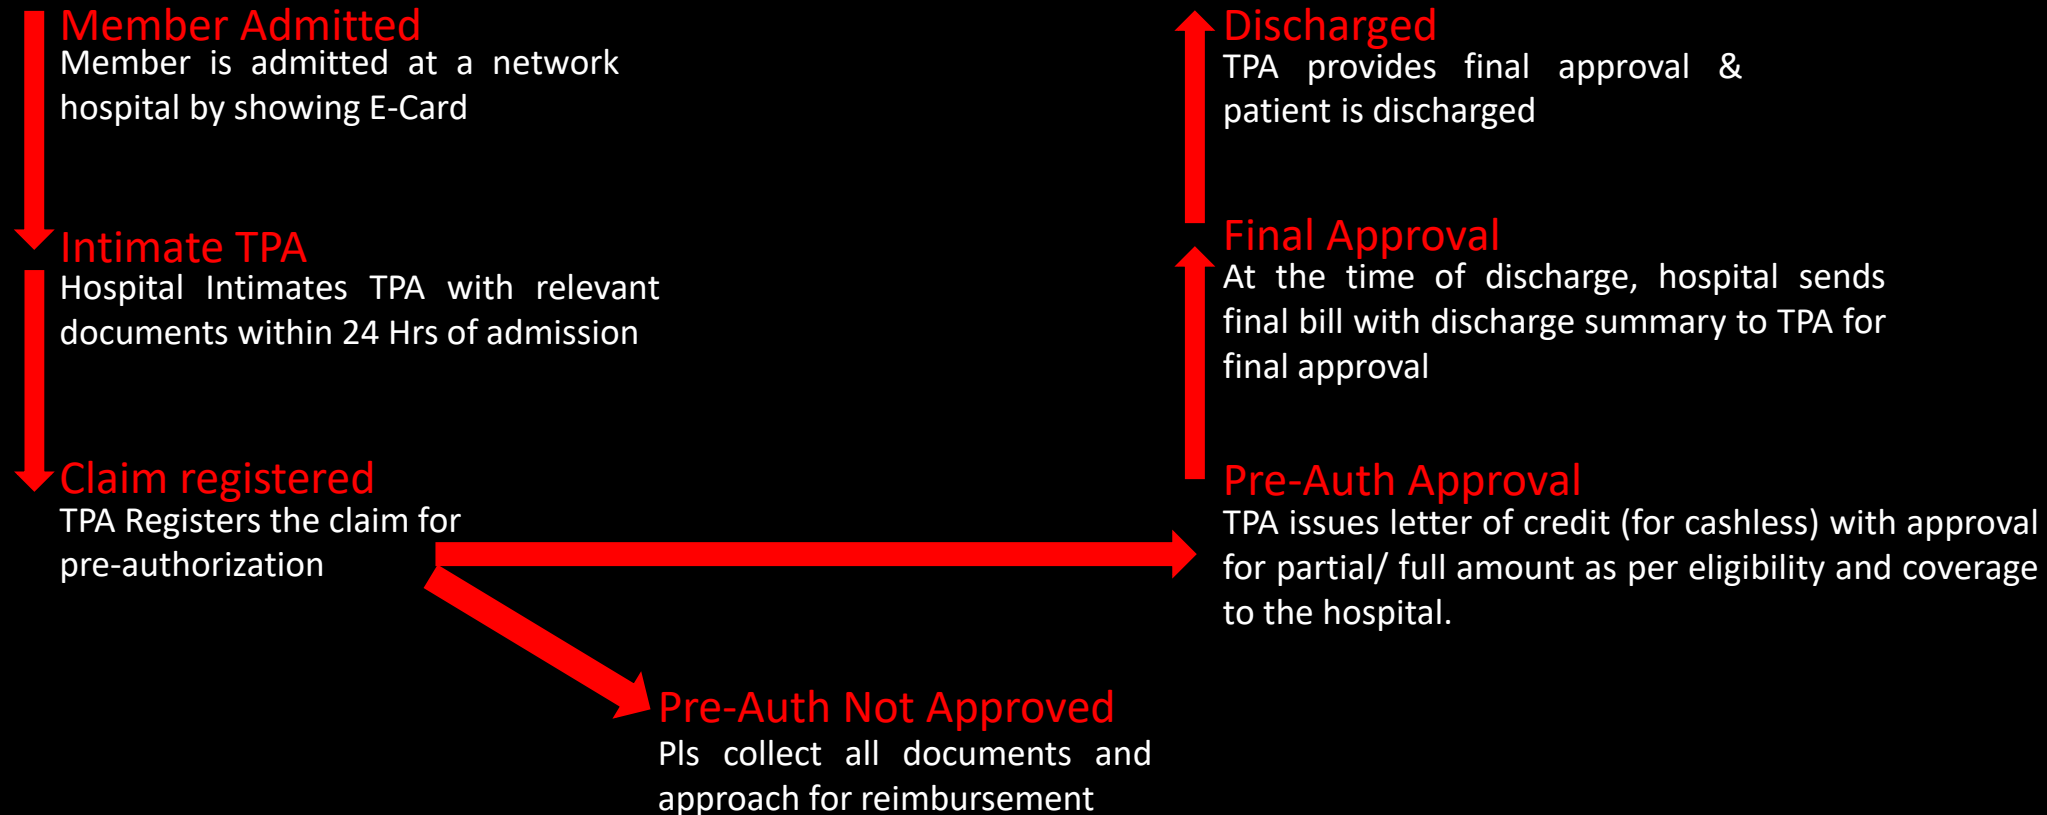 Member Admitted
Member is admitted at a network
hospital by showing E-Card
Intimate TPA
Hospital Intimates TPA with relevant
documents within 24 Hrs of admission
Claim registered
TPA Registers the claim for
pre-authorization
Pre-Auth Not Approved
Pls collect all documents and
approach for reimbursement
Pre-Auth Approval
TPA issues letter of credit (for cashless) with approval
for partial/ full amount as per eligibility and coverage
to the hospital.
Final Approval
At the time of discharge, hospital sends
final bill with discharge summary to TPA for
final approval
Discharged
TPA provides final approval &
patient is discharged